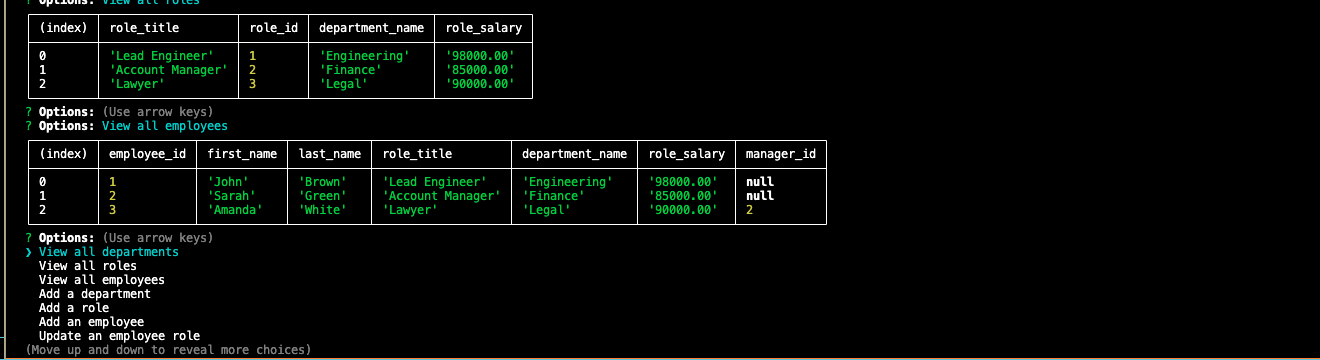 ? Options: View all roles
(index) role_title role_id department_name role_salary
0 'Lead Engineer' 1 'Engineering' '98000.00'
1 'Account Manager' 2 'Finance' '85000.00'
2 'Lawyer' 3 'Legal' '90000.00'
? Options: (Use arrow keys)
? Options: View all employees
(index) employee_id first_name last_name role_title department_name role_salary manager_id
0 1 'John' 'Brown' 'Lead Engineer' 'Engineering' '98000.00' null
1 2 'Sarah' 'Green' 'Account Manager' 'Finance' '85000.00' null
2 3 'Amanda' 'White' 'Lawyer' 'Legal' '90000.00' 2
? Options: (Use arrow keys)
❯ View all departments
View all roles
View all employees
Add a department
Add a role
Add an employee
Update an employee role
(Move up and down to reveal more choices)